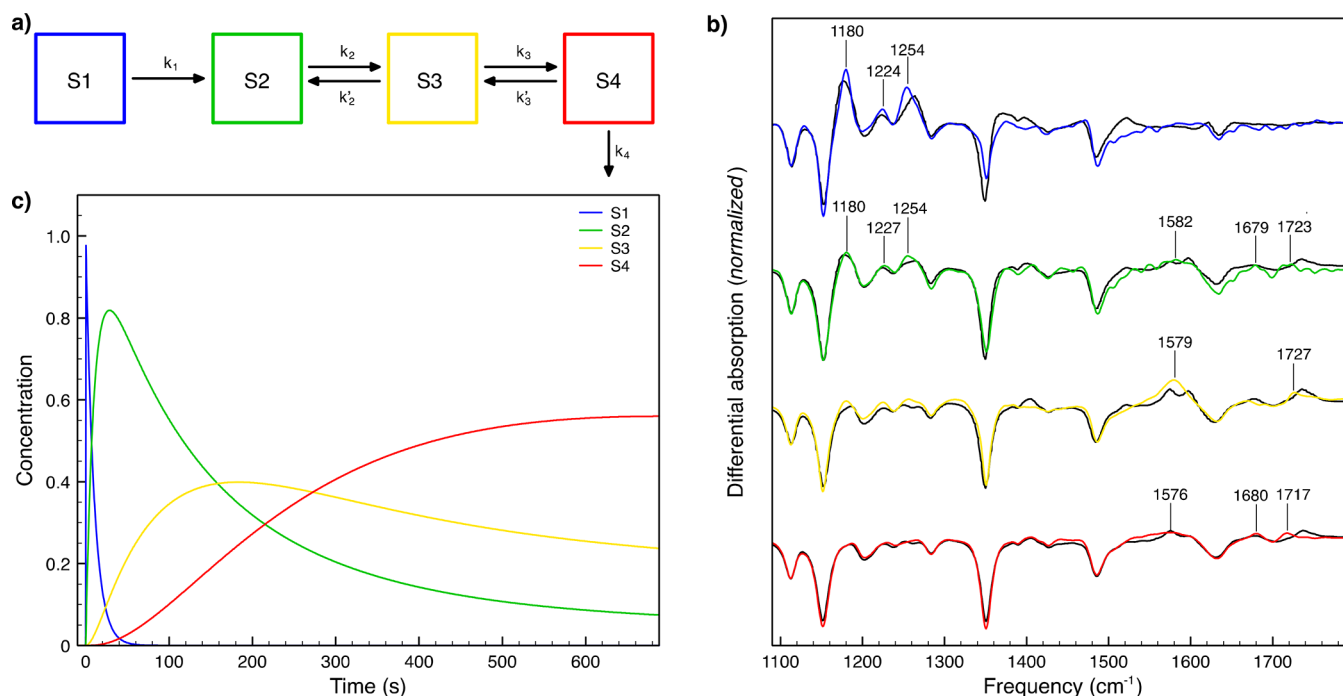 a)
S1
k1
S2
k2
k'2
S3
k3
k'3
S4
k4
b)
1180
1224
1254
1180
1227
1254
1582
1679
1723
1579
1727
1576
1680
1717
Differential absorption (normalized)
1100
1200
1300
1400
1500
1600
1700
Frequency (cm-1)
c)
S1
S2
S3
S4
1.0
0.8
0.6
0.4
0.2
0
Concentration
0
100
200
300
400
500
600
Time (s)